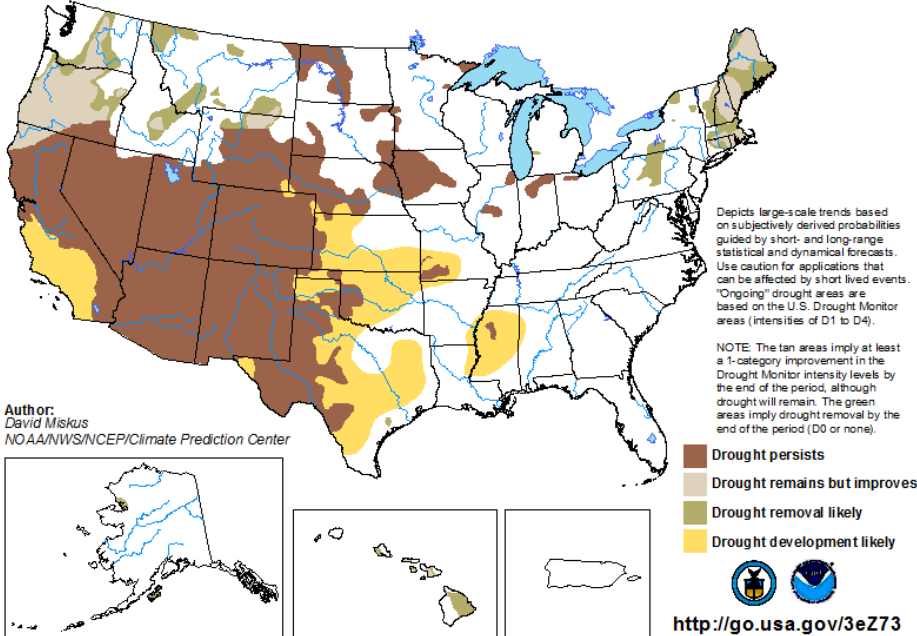 Depicts large-scale trends based
on subjectively derived probabilities
guided by short- and long-range
statistical and dynamical forecasts.
Use caution for applications that
can be affected by short lived events.
"Ongoing" drought areas are
based on the U.S. Drought Monitor
areas (intensities of D1 to D4).
NOTE: The tan areas imply at least
a 1-category improvement in the
Drought Monitor intensity levels by
the end of the period, although
drought will remain. The green
areas imply drought removal by the
end of the period (D0 or none).
Author:
David Miskus
NOAA/NWS/NCEP/Climate Prediction Center
Drought persists
Drought remains but improves
Drought removal likely
Drought development likely
http://go.usa.gov/3eZ73